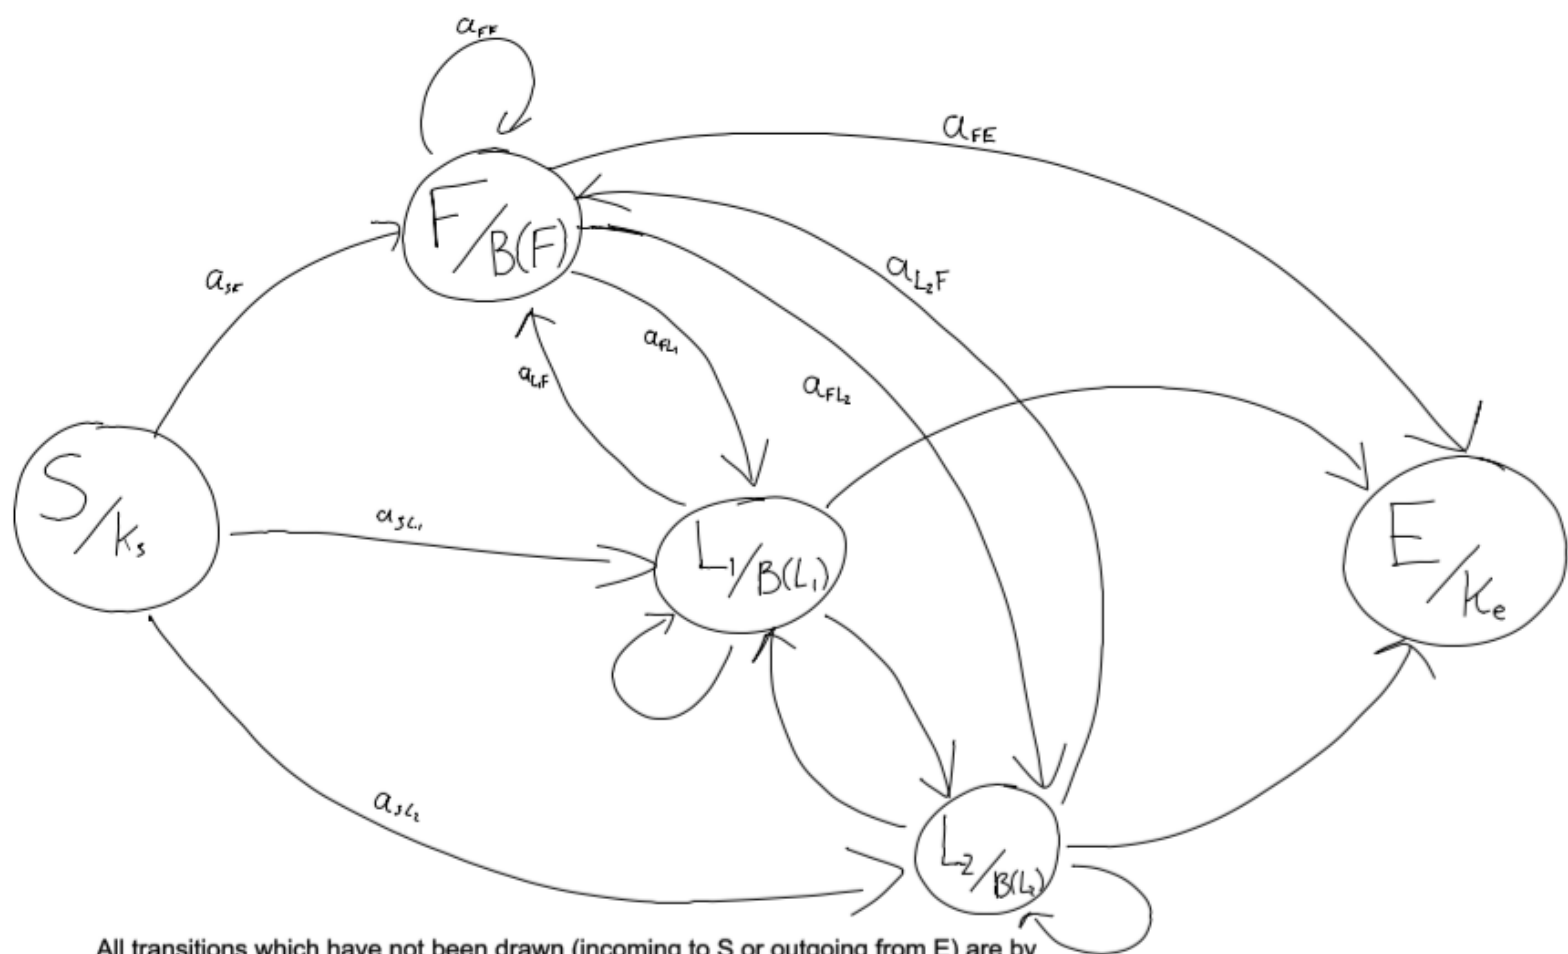 a_FF
a_FE
F/B(F)
a_L₂F
a_SF
a_FL₁
a_L₁F
a_FL₂
S/k_s
a_SL₁
L₁/B(L₁)
E/k_e
a_SL₂
L₂/B(L₂)
All transitions which have not been drawn (incoming to S or outgoing from E) are by